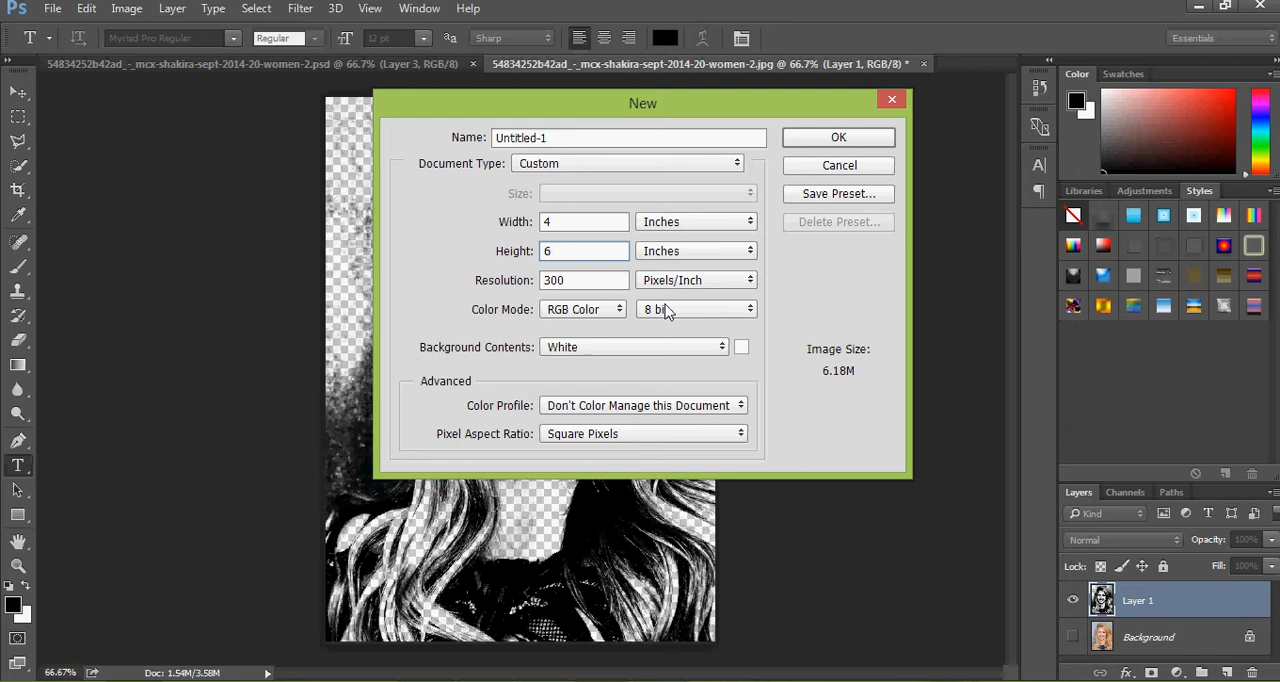 Ps File Edit Image Layer Type Select Filter 3D View Window Help
T Myriad Pro Regular Regular 12 pt Sharp Essentials
54834252b42ad_-_mcx-shakira-sept-2014-20-women-2.psd @ 66.7% (Layer 3, RGB/8) × 54834252b42ad_-_mcx-shakira-sept-2014-20-women-2.jpg @ 66.7% (Layer 1, RGB/8) * ×
Color Swatches
New
Name: Untitled-1 OK
Document Type: Custom Cancel
Size: Save Preset...
Width: 4 Inches Delete Preset...
Height: 6 Inches
Resolution: 300 Pixels/Inch
Color Mode: RGB Color 8 bit
Background Contents: White
Image Size:
6.18M
Advanced
Color Profile: Don't Color Manage this Document
Pixel Aspect Ratio: Square Pixels
Libraries Adjustments Styles
Layers Channels Paths
Kind
Normal Opacity: 100%
Lock: Fill: 100%
Layer 1
Background
66.67% Doc: 1.54M/3.58M